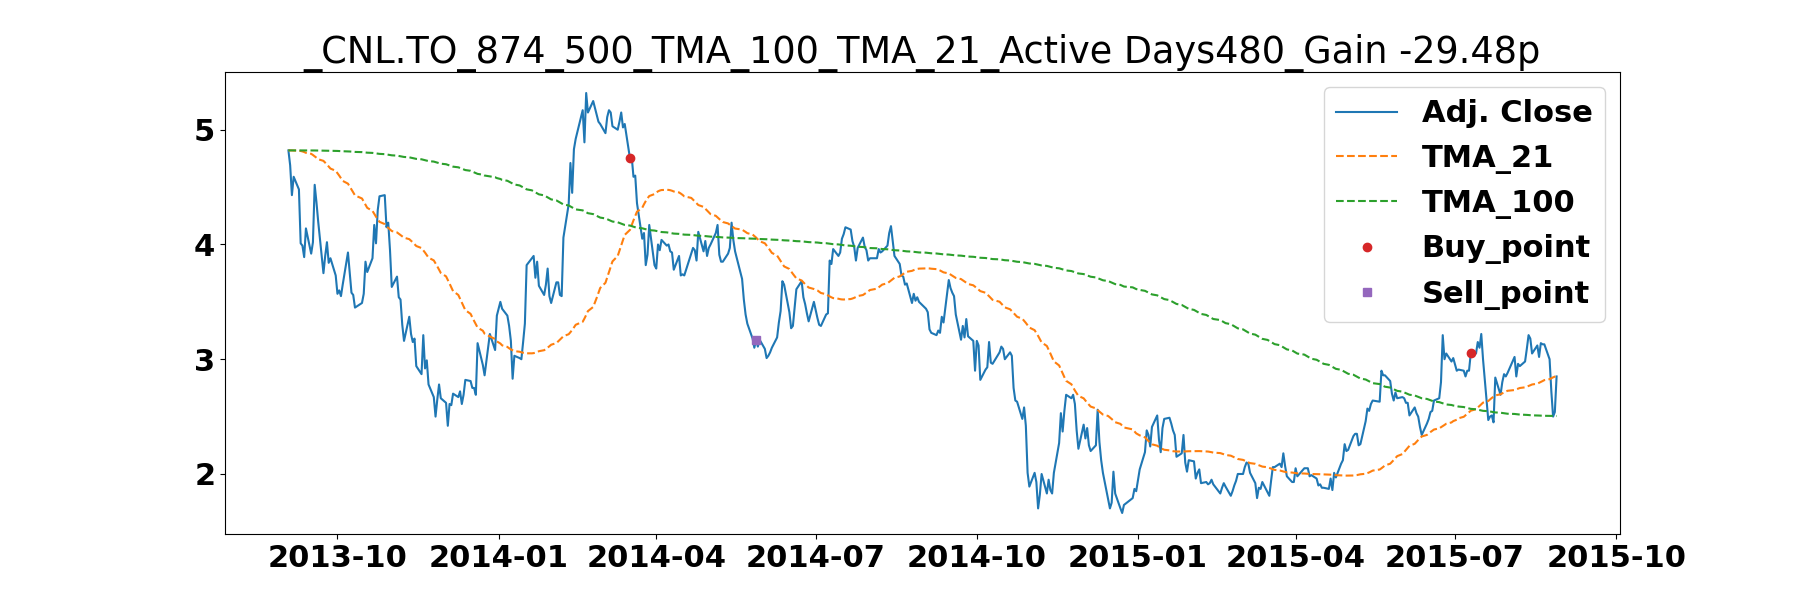 _CNL.TO_874_500_TMA_100_TMA_21_Active Days480_Gain -29.48p
5
4
3
2
Adj. Close
TMA_21
TMA_100
Buy_point
Sell_point
2013-10 2014-01 2014-04 2014-07 2014-10 2015-01 2015-04 2015-07 2015-10